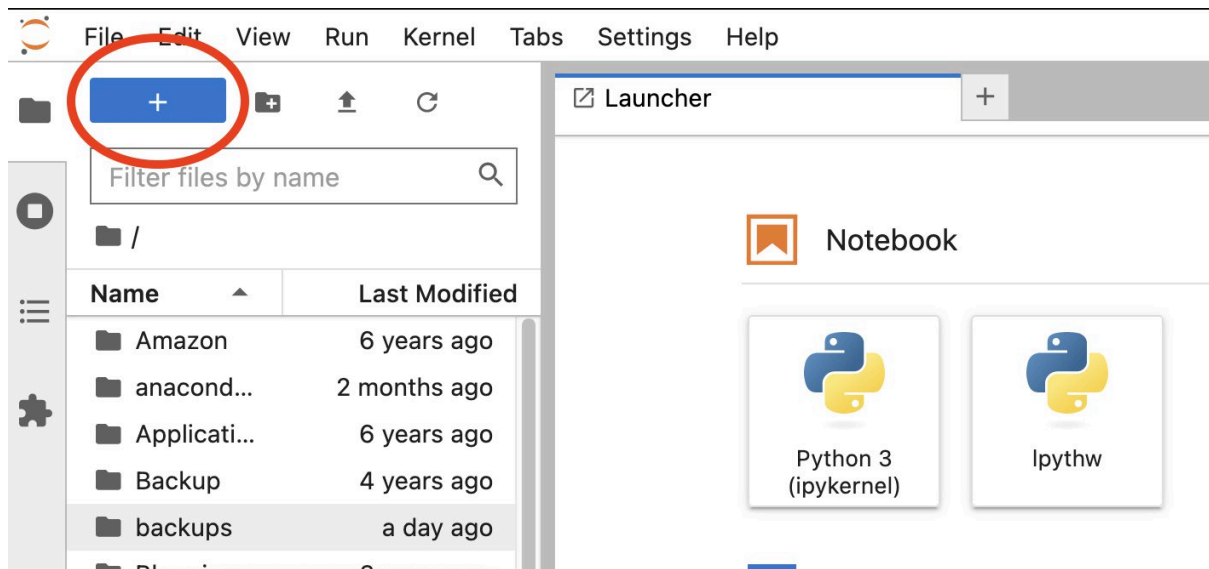 File Edit View Run Kernel Tabs Settings Help
+
Launcher
+
Filter files by name
/
Name Last Modified
Amazon 6 years ago
anacond... 2 months ago
Applicati... 6 years ago
Backup 4 years ago
backups a day ago
Notebook
Python 3
(ipykernel)
lpythw